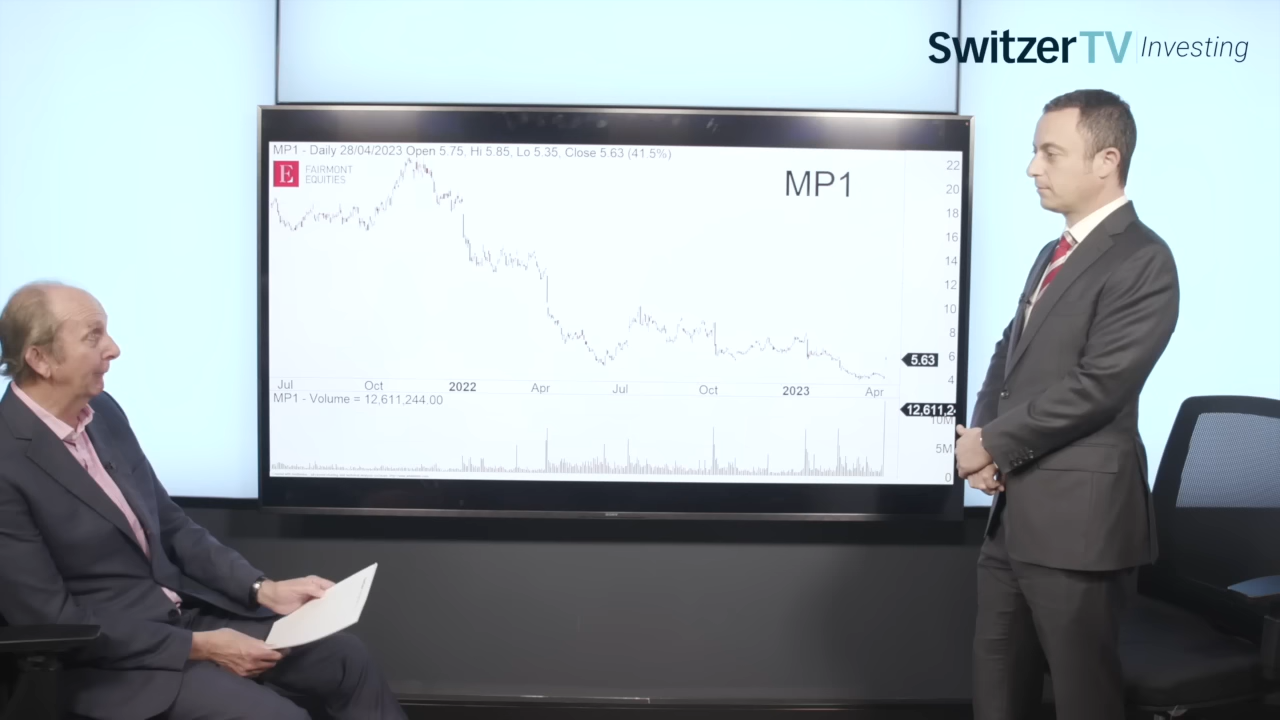 SwitzerTV Investing
MP1 - Daily 28/04/2023 Open 5.75, Hi 5.85, Lo 5.35, Close 5.63 (41.5%)
E FAIRMONT
EQUITIES
MP1
22
20
18
16
14
12
10
8
6
5.63
4
Jul Oct 2022 Apr Jul Oct 2023 Apr
MP1 - Volume = 12,611,244.00
12,611,2
10M
5M
0